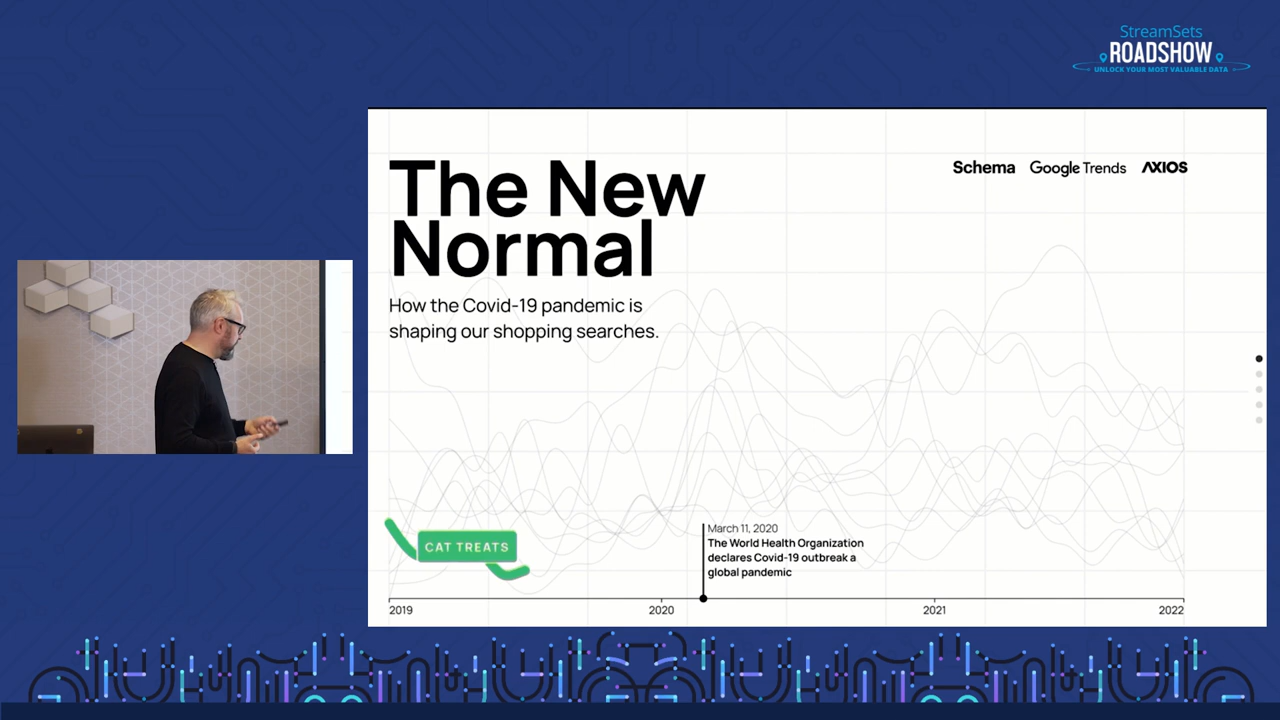 StreamSets
ROADSHOW
UNLOCK YOUR MOST VALUABLE DATA
The New
Normal
Schema Google Trends AXIOS
How the Covid-19 pandemic is
shaping our shopping searches.
CAT TREATS
March 11, 2020
The World Health Organization
declares Covid-19 outbreak a
global pandemic
2019 2020 2021 2022